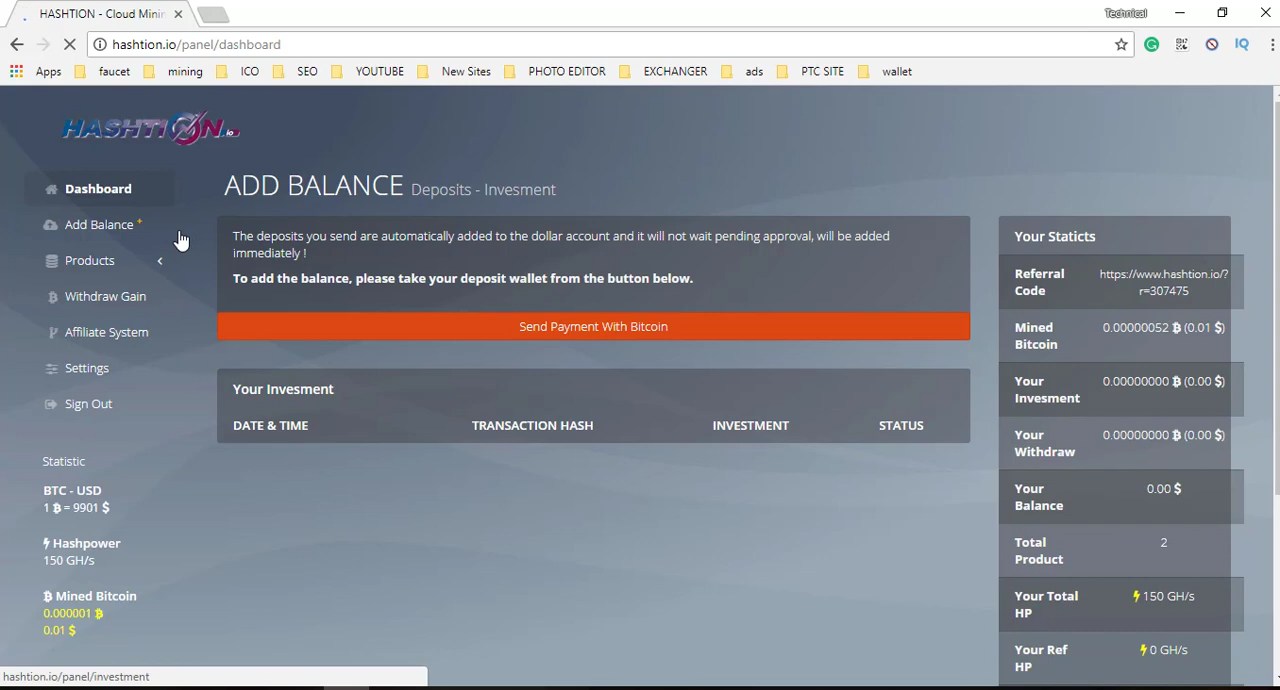 HASHTION - Cloud Minin
Technical
hashtion.io/panel/dashboard
IQ
Apps faucet mining ICO SEO YOUTUBE New Sites PHOTO EDITOR EXCHANGER ads PTC SITE wallet
HASHTION.io
Dashboard
Add Balance +
Products
Withdraw Gain
Affiliate System
Settings
Sign Out
Statistic
BTC - USD
1 ₿ = 9901 $
Hashpower
150 GH/s
₿ Mined Bitcoin
0.000001 ₿
0.01 $
ADD BALANCE Deposits - Invesment
The deposits you send are automatically added to the dollar account and it will not wait pending approval, will be added
immediately !
To add the balance, please take your deposit wallet from the button below.
Send Payment With Bitcoin
Your Invesment
DATE & TIME TRANSACTION HASH INVESTMENT STATUS
Your Staticts
Referral Code https://www.hashtion.io/?r=307475
Mined Bitcoin 0.00000052 ₿ (0.01 $)
Your Invesment 0.00000000 ₿ (0.00 $)
Your Withdraw 0.00000000 ₿ (0.00 $)
Your Balance 0.00 $
Total Product 2
Your Total HP 150 GH/s
Your Ref HP 0 GH/s
hashtion.io/panel/investment